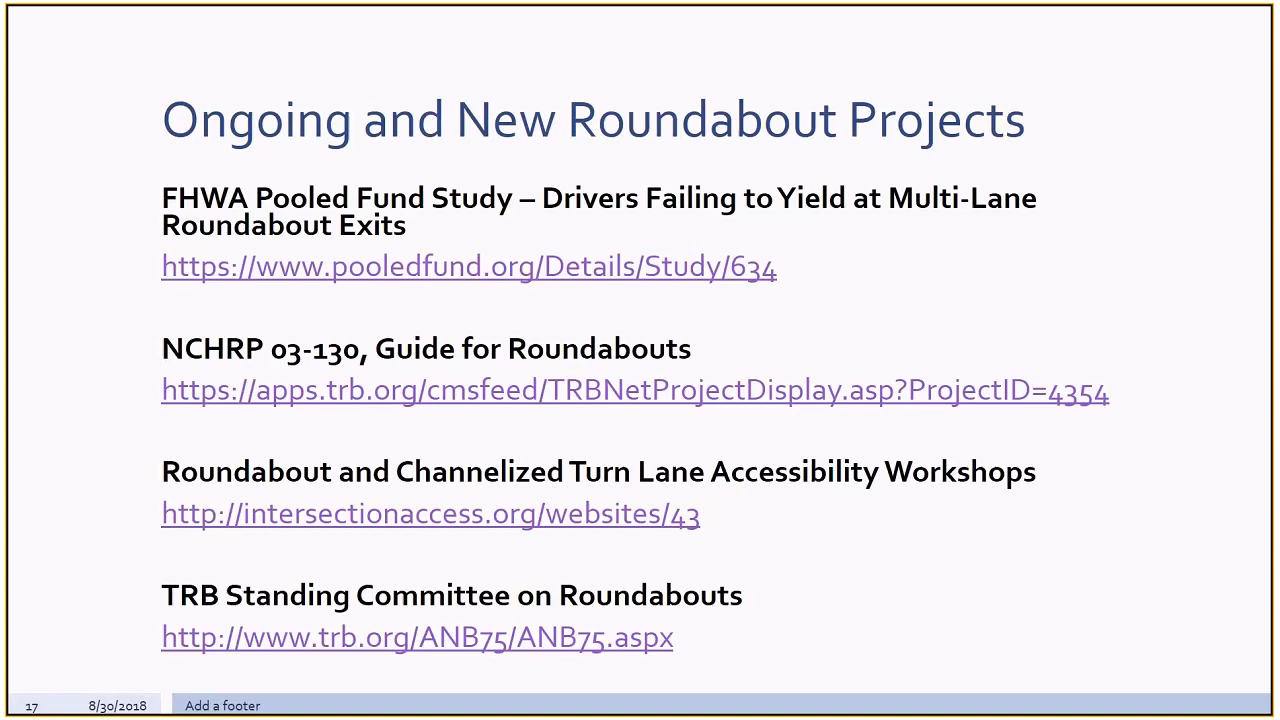 Ongoing and New Roundabout Projects
FHWA Pooled Fund Study – Drivers Failing to Yield at Multi-Lane
Roundabout Exits
https://www.pooledfund.org/Details/Study/634
NCHRP 03-130, Guide for Roundabouts
https://apps.trb.org/cmsfeed/TRBNetProjectDisplay.asp?ProjectID=4354
Roundabout and Channelized Turn Lane Accessibility Workshops
http://intersectionaccess.org/websites/43
TRB Standing Committee on Roundabouts
http://www.trb.org/ANB75/ANB75.aspx
17 8/30/2018 Add a footer